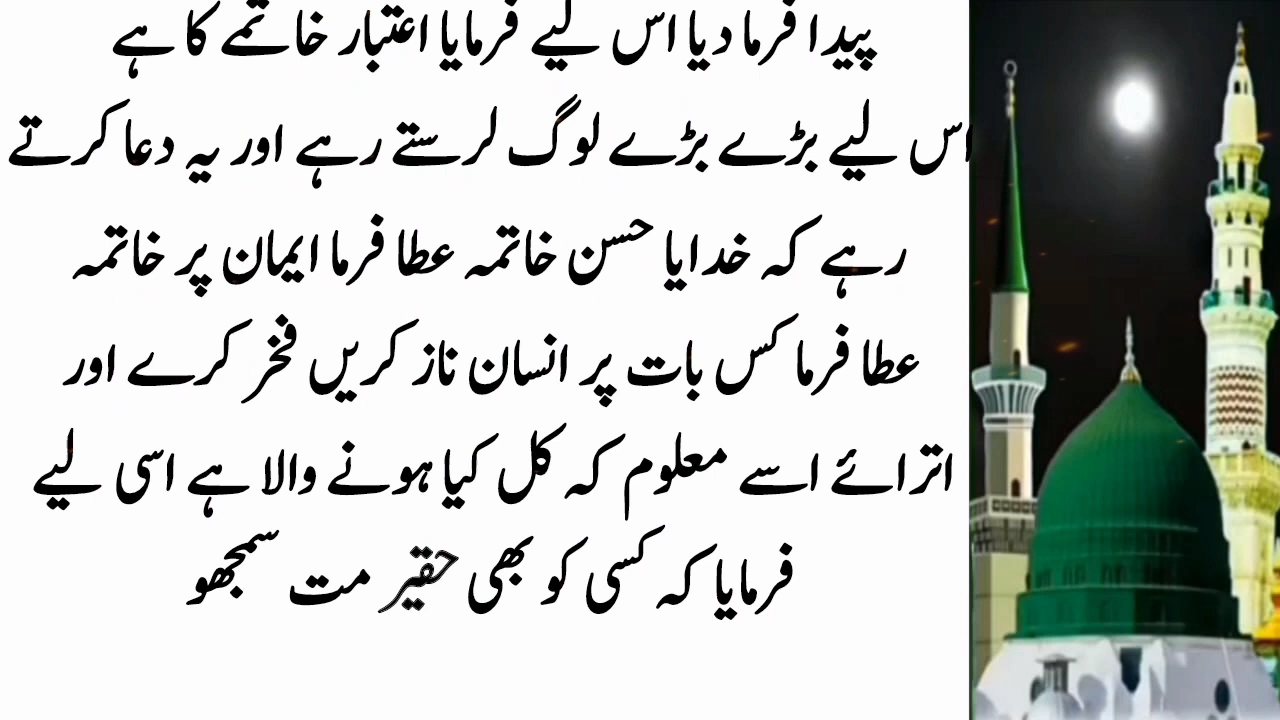 پیدا فرما دیا اس لیے فرمایا اعتبار خاتمے کا ہے
اس لیے بڑے بڑے لوگ لرستے رہے اور یہ دعا کرتے
رہے کہ خدایا حسن خاتمہ عطا فرما ایمان پر خاتمہ
عطا فرما کس بات پر انسان ناز کریں فخر کرے اور
اترائے اسے معلوم کہ کل کیا ہونے والا ہے اسی لیے
فرمایا کہ کسی کو بھی حقیر مت سمجھو